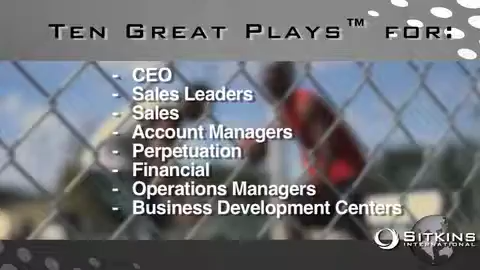 Ten Great Plays™ for:
- CEO
- Sales Leaders
- Sales
- Account Managers
- Perpetuation
- Financial
- Operations Managers
- Business Development Centers
Sitkins
International